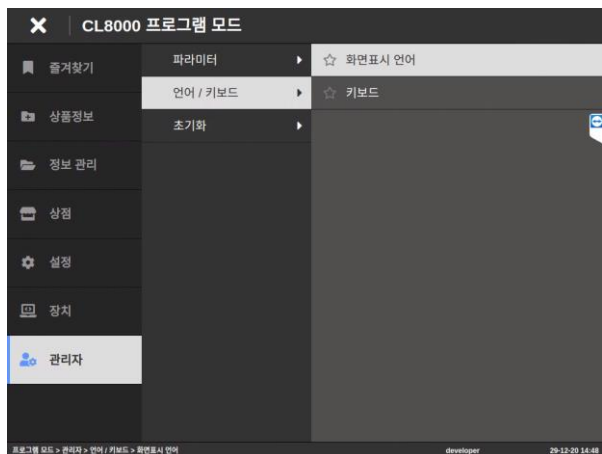 CL8000 프로그램 모드
즐겨찾기
상품정보
정보 관리
상점
설정
장치
관리자
파라미터
언어 / 키보드
초기화
화면표시 언어
키보드
프로그램 모드 > 관리자 > 언어 / 키보드 > 화면표시 언어
developer
29-12-20 14:48